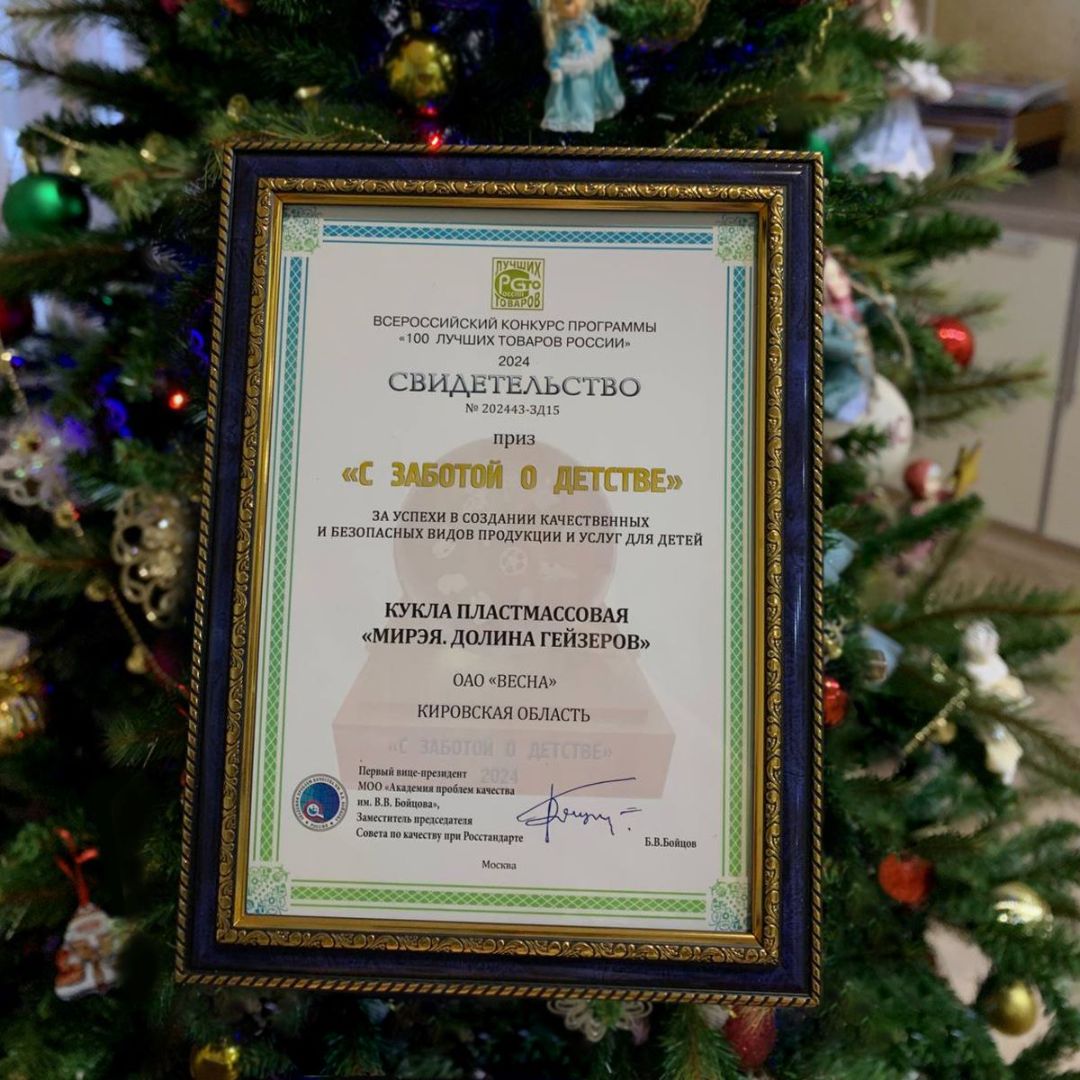 ЛУЧШИХ
РСТО
РОССИИ
ТОВАРОВ
ВСЕРОССИЙСКИЙ КОНКУРС ПРОГРАММЫ
«100 ЛУЧШИХ ТОВАРОВ РОССИИ»
2024
СВИДЕТЕЛЬСТВО
№ 202443-ЗД15
приз
«С ЗАБОТОЙ О ДЕТСТВЕ»
ЗА УСПЕХИ В СОЗДАНИИ КАЧЕСТВЕННЫХ
И БЕЗОПАСНЫХ ВИДОВ ПРОДУКЦИИ И УСЛУГ ДЛЯ ДЕТЕЙ
КУКЛА ПЛАСТМАССОВАЯ
«МИРЭЯ. ДОЛИНА ГЕЙЗЕРОВ»
ОАО «ВЕСНА»
КИРОВСКАЯ ОБЛАСТЬ
«С ЗАБОТОЙ О ДЕТСТВЕ»
2024
Первый вице-президент
МОО «Академия проблем качества
им. В.В. Бойцова»,
Заместитель председателя
Совета по качеству при Росстандарте
Б.В.Бойцов
Москва